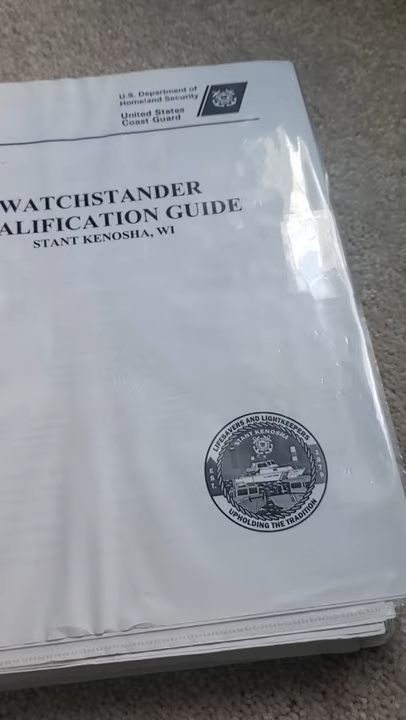 U.S. Department of
Homeland Security
United States
Coast Guard
WATCHSTANDER
ALIFICATION GUIDE
STANT KENOSHA, WI
LIFESAVERS AND LIGHTKEEPERS
STANT KENOSHA
EST.
UPHOLDING THE TRADITION